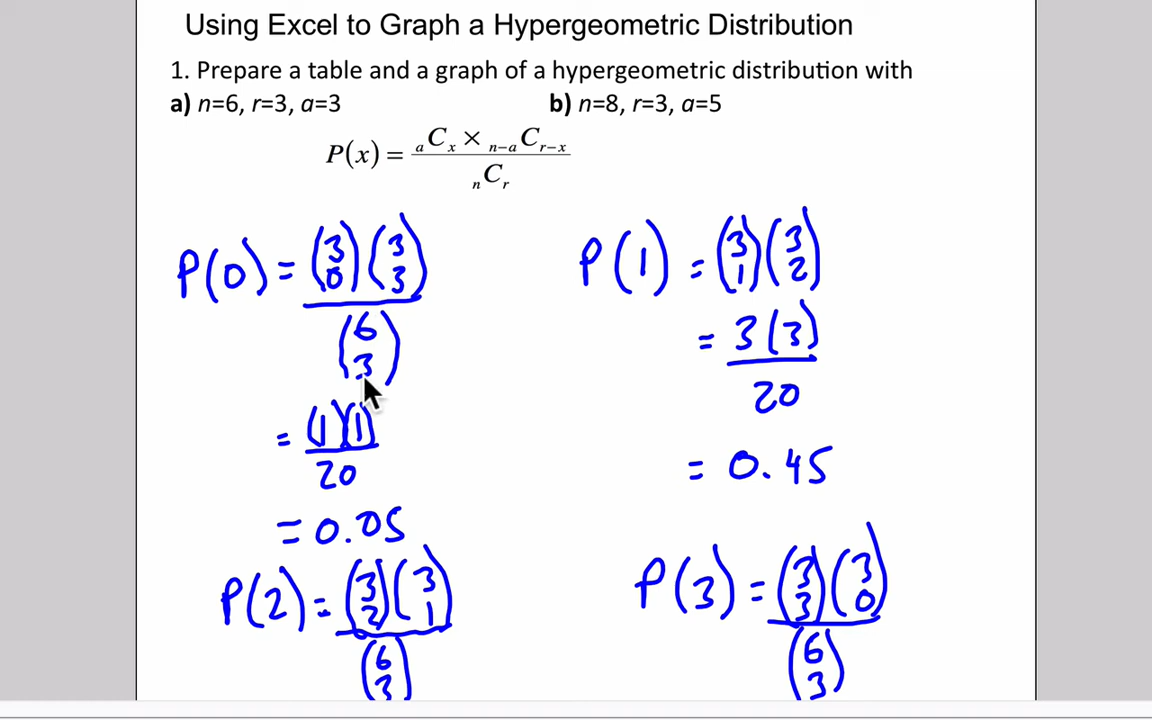 Using Excel to Graph a Hypergeometric Distribution
1. Prepare a table and a graph of a hypergeometric distribution with
a) n=6, r=3, a=3 b) n=8, r=3, a=5
P(x) = (aCx × n−aCr−x) / nCr
P(0) = (3 0)(3 3) / (6 3)
= (1)(1) / 20
= 0.05
P(1) = (3 1)(3 2)
= 3(3) / 20
= 0.45
P(2) = (3 2)(3 1) / (6 3)
P(3) = (3 3)(3 0) / (6 3)